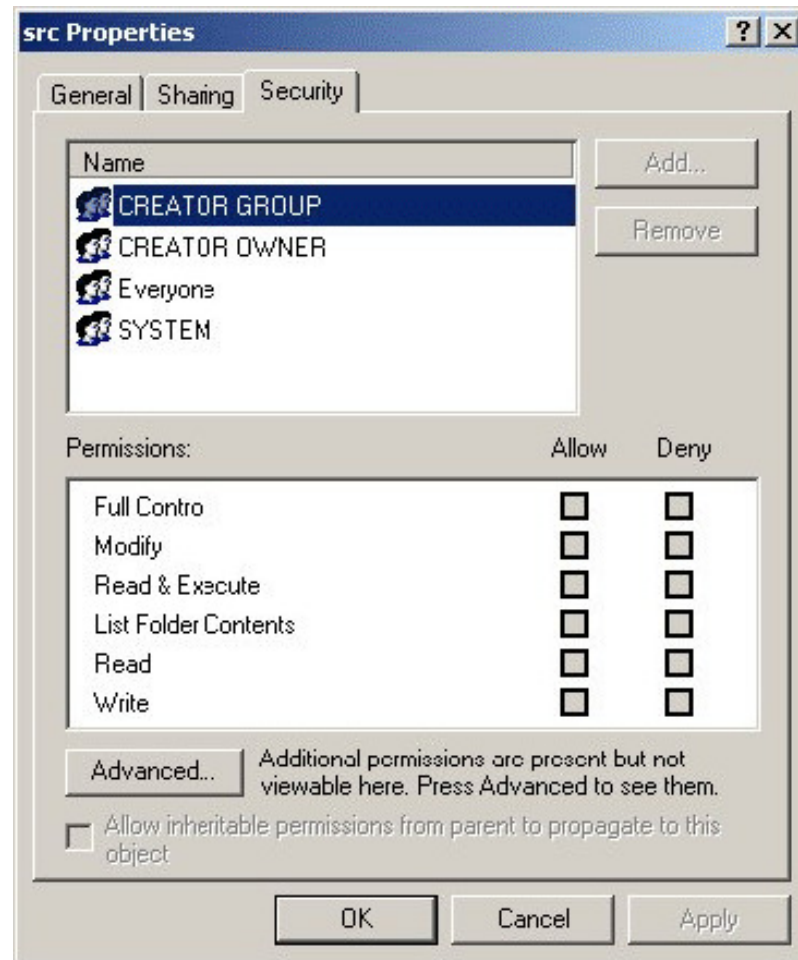 src Properties
General Sharing Security
Name
Add...
CREATOR GROUP
Remove
CREATOR OWNER
Everyone
SYSTEM
Permissions: Allow Deny
Full Contro
Modify
Read & Execute
List Folder Contents
Read
Write
Advanced... Additional permissions are present but not
viewable here. Press Advanced to see them.
Allow inheritable permissions from parent to propagate to this
object
OK Cancel Apply